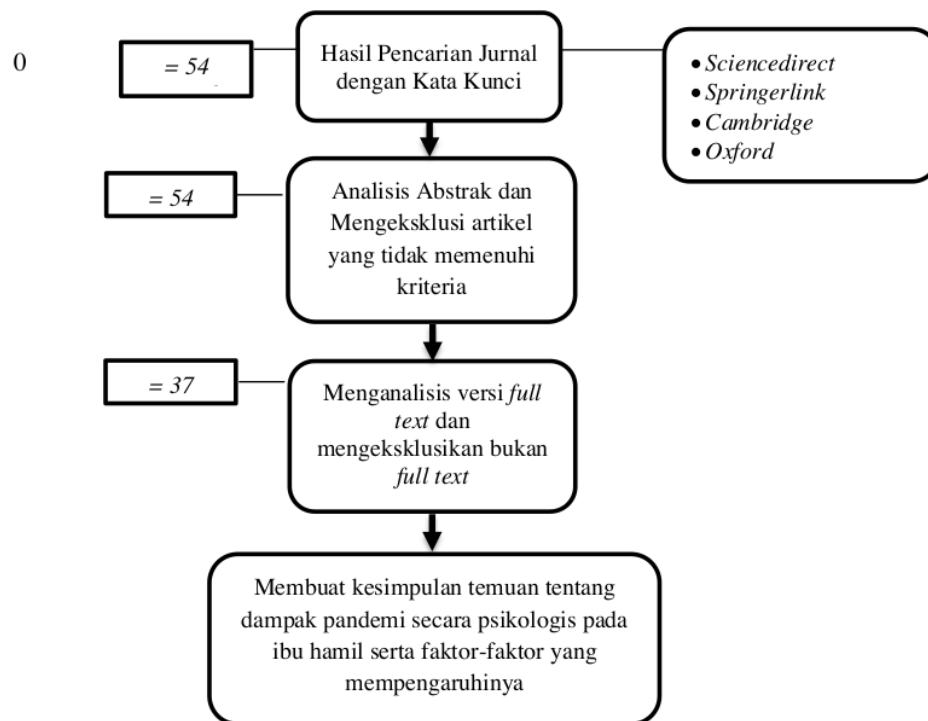 0
= 54
Hasil Pencarian Jurnal
dengan Kata Kunci
• Sciencedirect
• Springerlink
• Cambridge
• Oxford
= 54
Analisis Abstrak dan
Mengeksklusi artikel
yang tidak memenuhi
kriteria
= 37
Menganalisis versi full
text dan
mengeksklusikan bukan
full text
Membuat kesimpulan temuan tentang
dampak pandemi secara psikologis pada
ibu hamil serta faktor-faktor yang
mempengaruhinya